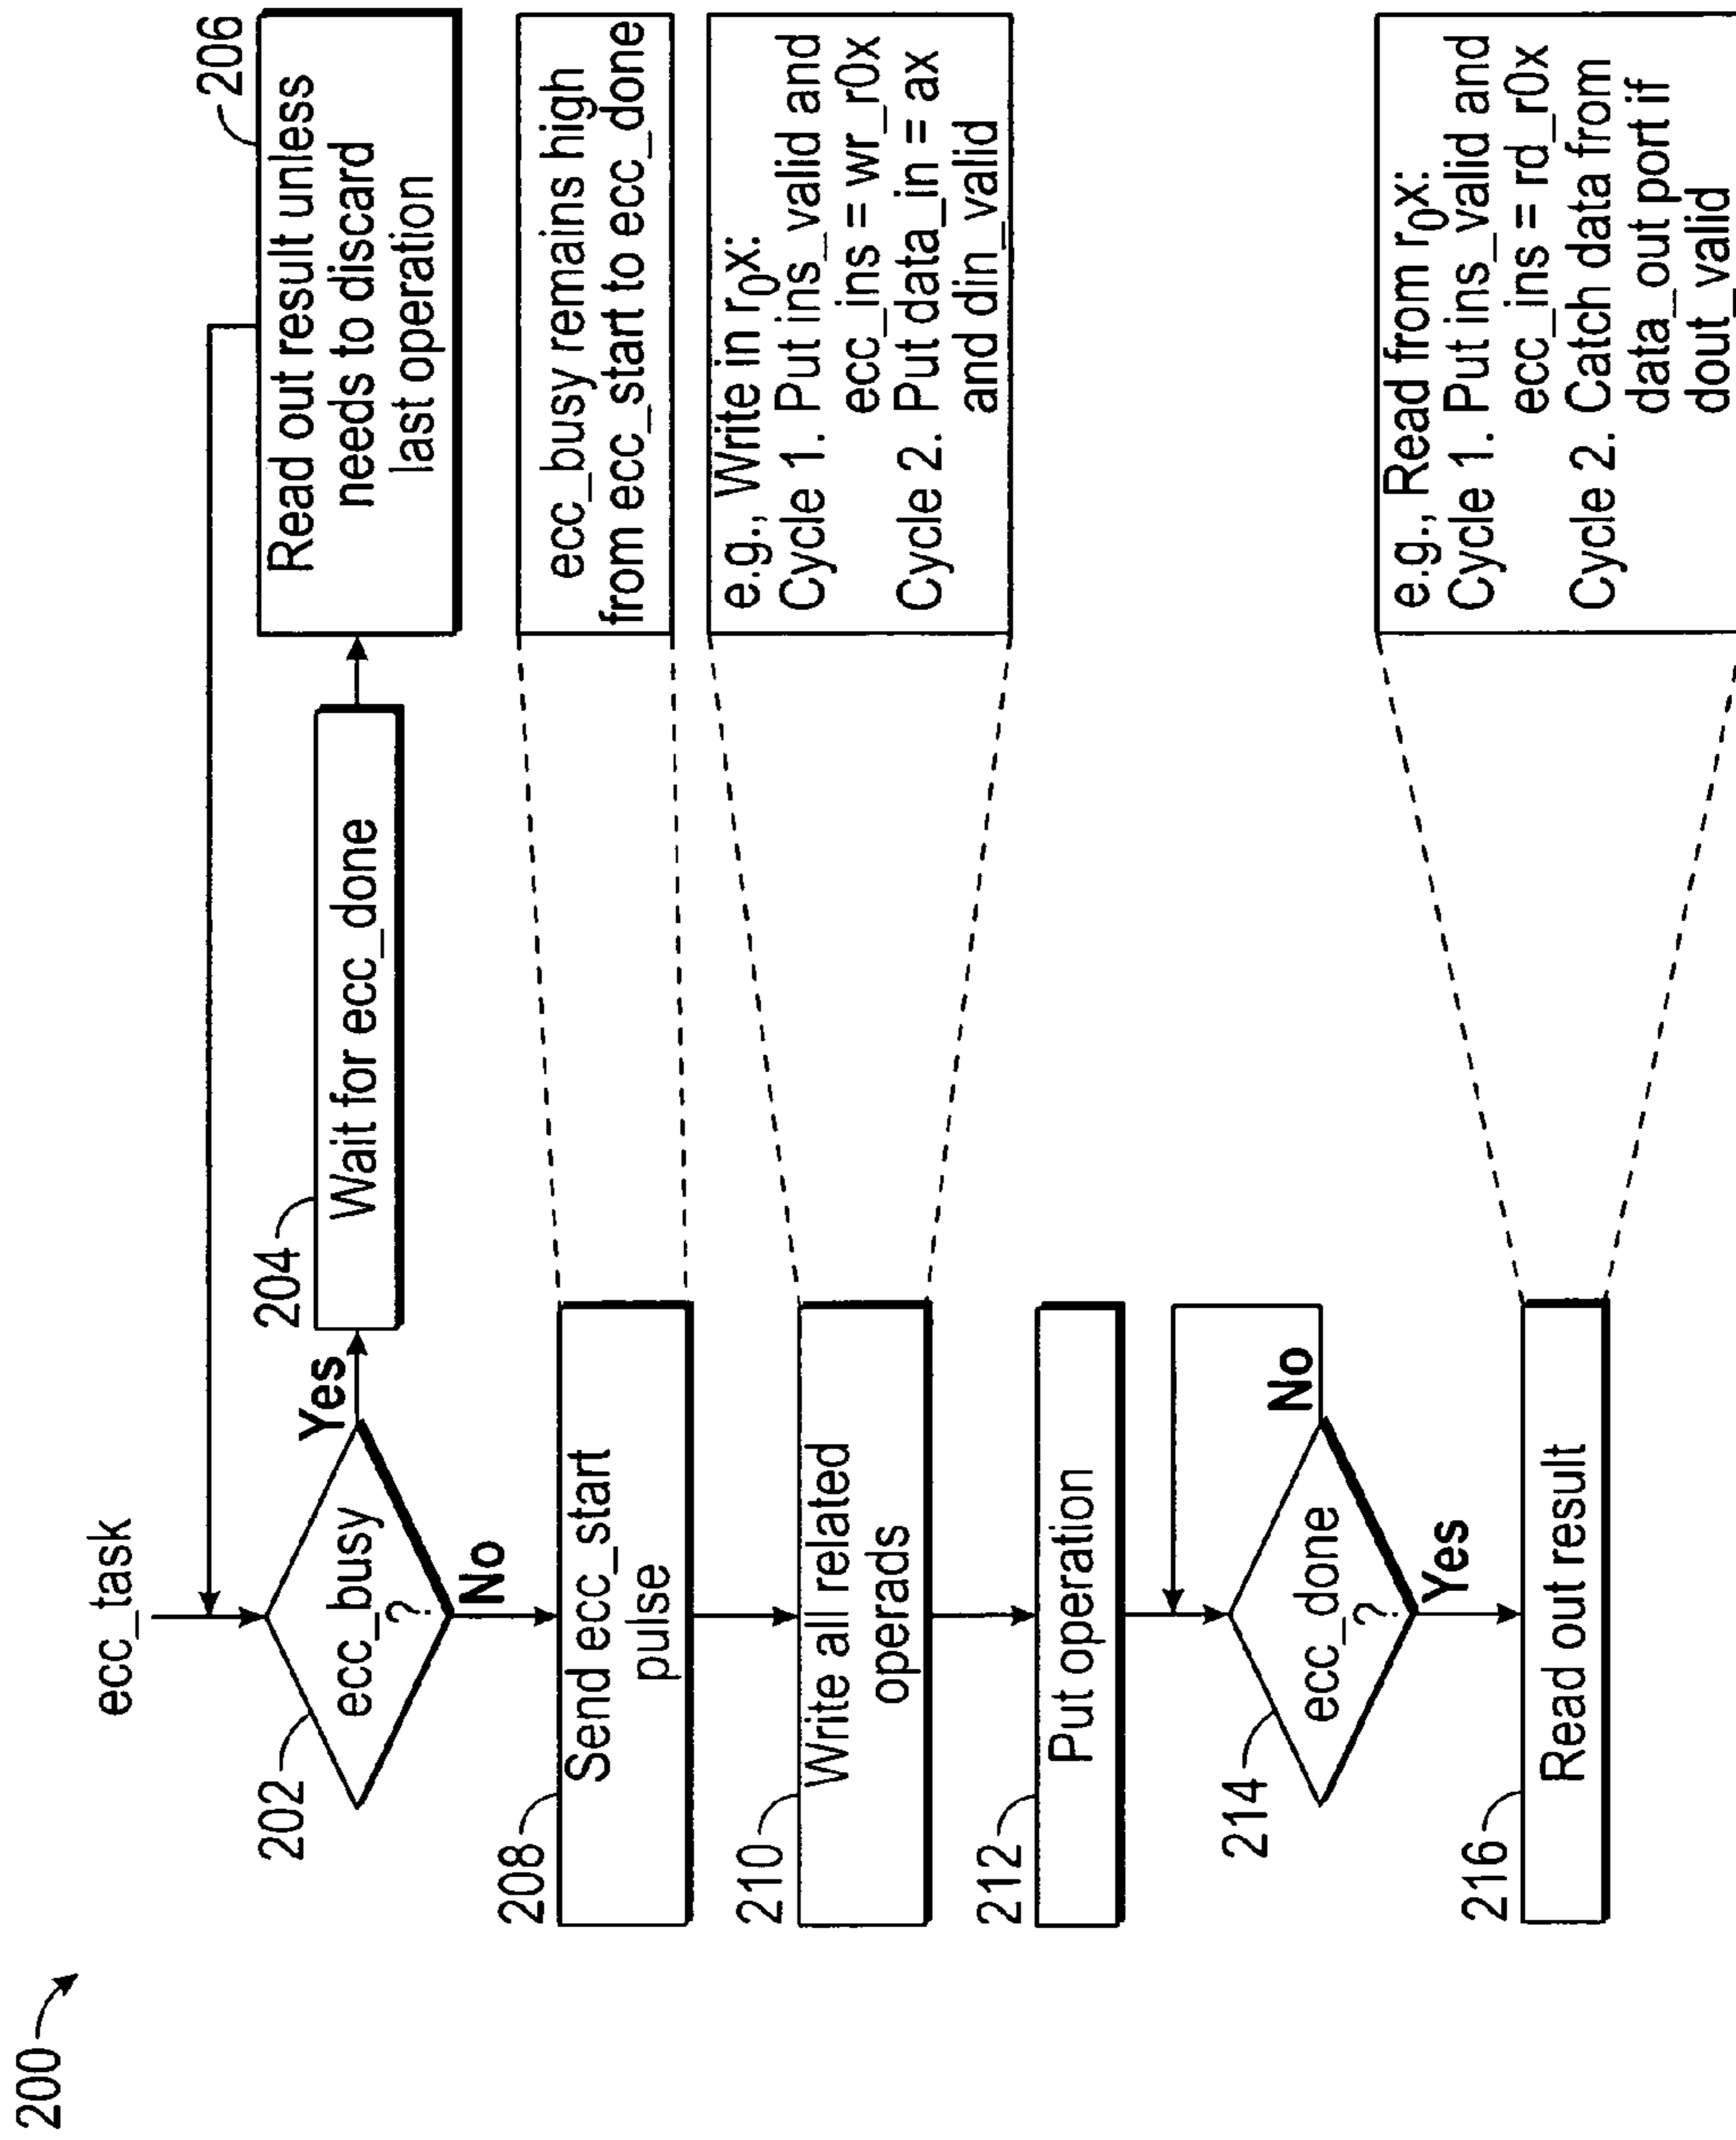 200
ecc_task
202
ecc_busy
?
Yes
No
204
Wait for ecc_done
206
Read out result unless
needs to discard
last operation
208
Send ecc_start
pulse
ecc_busy remains high
from ecc_start to ecc_done
210
Write all related
operads
e.g., Write in r0x:
Cycle 1. Put ins_valid and
ecc_ins = wr_r0x
Cycle 2. Put data_in = ax
and din_valid
212
Put operation
214
ecc_done
?
No
Yes
216
Read out result
e.g., Read from r0x:
Cycle 1. Put ins_valid and
ecc_ins = rd_r0x
Cycle 2. Catch data from
data_out port if
dout_valid